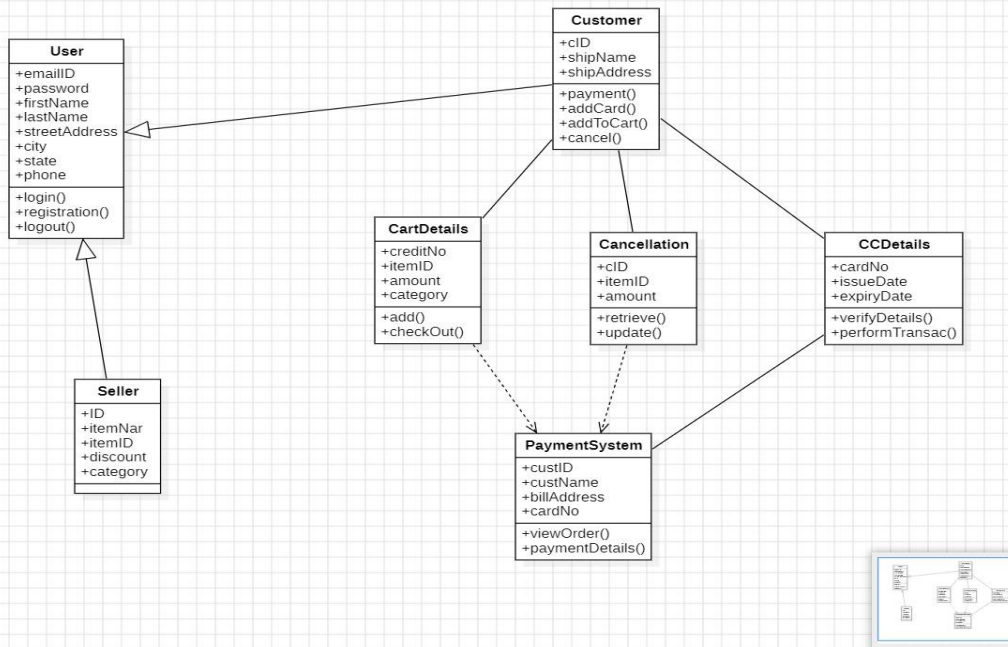 User
+emailID
+password
+firstName
+lastName
+streetAddress
+city
+state
+phone
+login()
+registration()
+logout()
Customer
+cID
+shipName
+shipAddress
+payment()
+addCard()
+addToCart()
+cancel()
CartDetails
+creditNo
+itemID
+amount
+category
+add()
+checkOut()
Cancellation
+cID
+itemID
+amount
+retrieve()
+update()
CCDetails
+cardNo
+issueDate
+expiryDate
+verifyDetails()
+performTransac()
Seller
+ID
+itemNar
+itemID
+discount
+category
PaymentSystem
+custID
+custName
+billAddress
+cardNo
+viewOrder()
+paymentDetails()